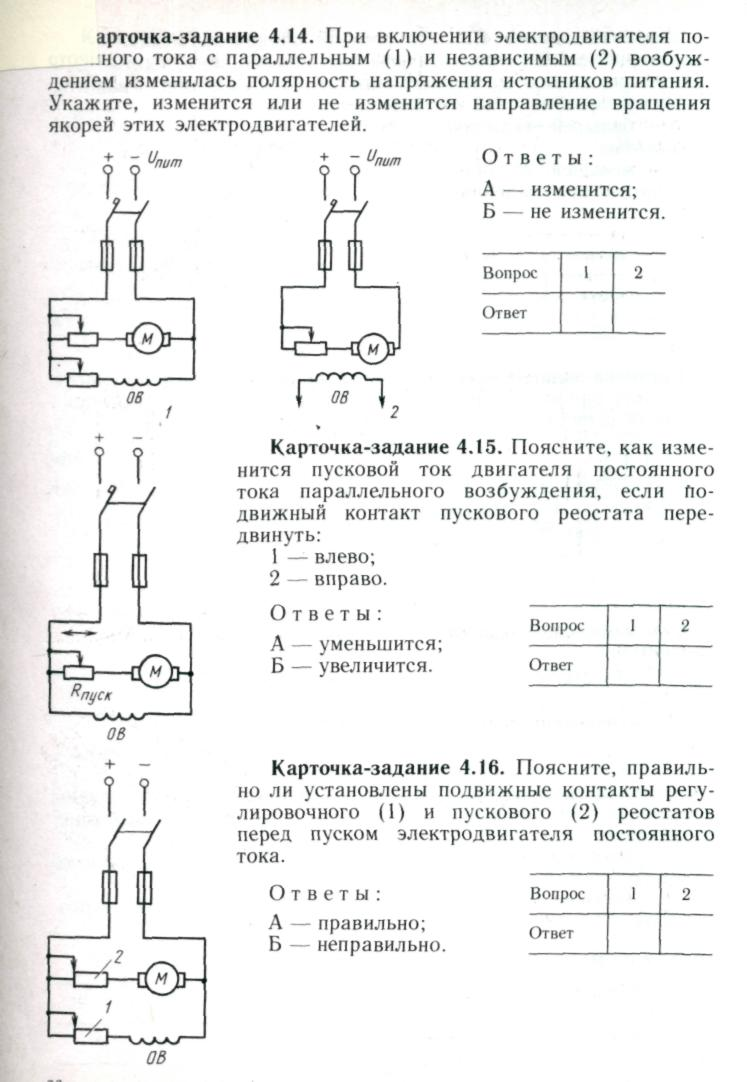 арточка-задание 4.14. При включении электродвигателя по-
нного тока с параллельным (1) и независимым (2) возбуж-
дением изменилась полярность напряжения источников питания.
Укажите, изменится или не изменится направление вращения
якорей этих электродвигателей.
+ – Uпит
+ – Uпит
М
ОВ
1
М
ОВ
2
Ответы:
А — изменится;
Б — не изменится.
Вопрос 1 2
Ответ
Карточка-задание 4.15. Поясните, как изме-
нится пусковой ток двигателя постоянного
тока параллельного возбуждения, если по-
движный контакт пускового реостата пере-
двинуть:
1 — влево;
2 — вправо.
Ответы:
А — уменьшится;
Б — увеличится.
Вопрос 1 2
Ответ
+ –
М
Rпуск
ОВ
Карточка-задание 4.16. Поясните, правиль-
но ли установлены подвижные контакты регу-
лировочного (1) и пускового (2) реостатов
перед пуском электродвигателя постоянного
тока.
Ответы:
А — правильно;
Б — неправильно.
Вопрос 1 2
Ответ
+ –
2
М
1
ОВ